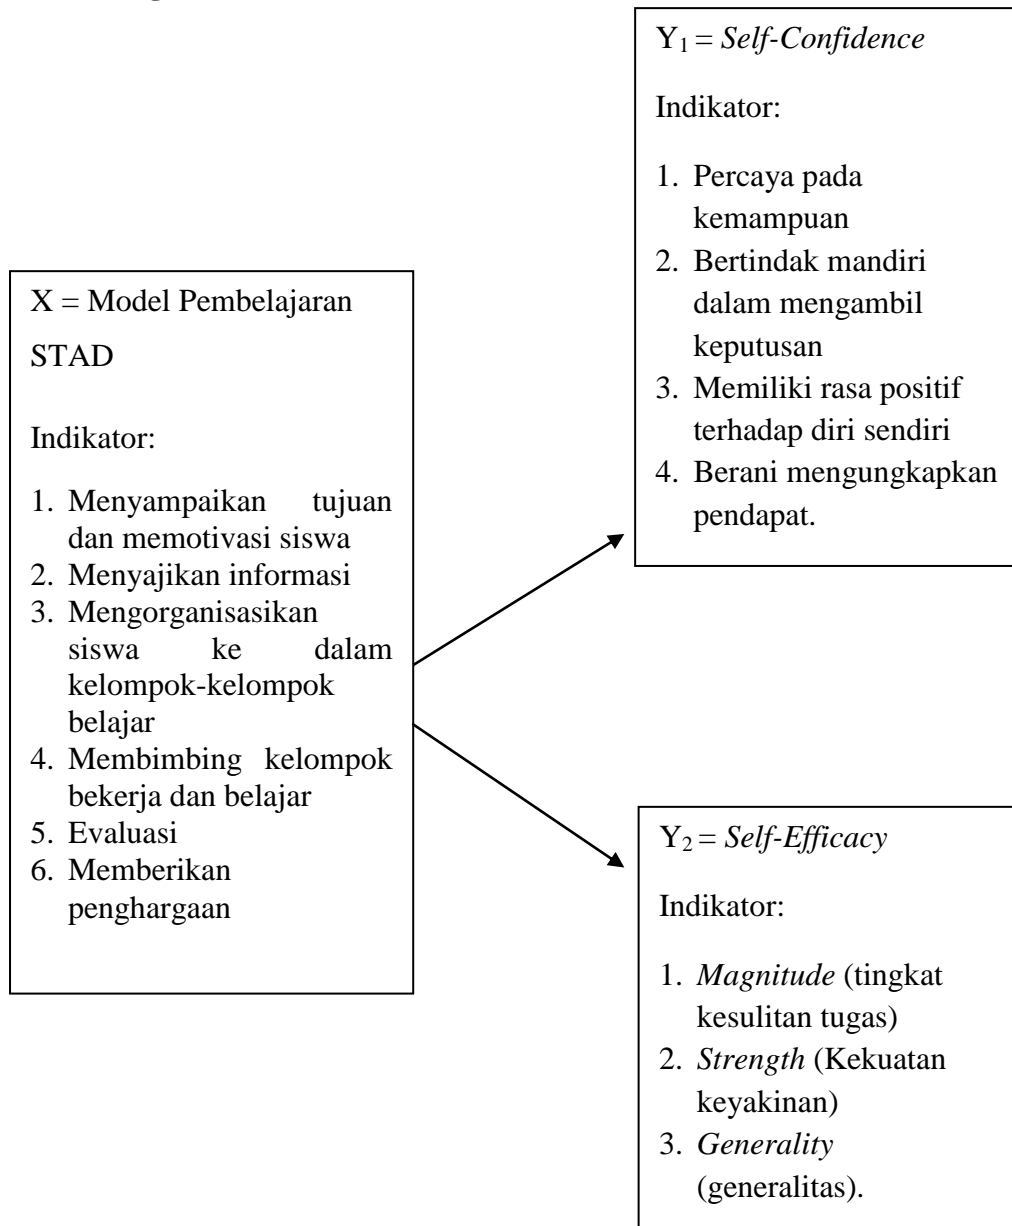 X = Model Pembelajaran
STAD
Indikator:
1. Menyampaikan tujuan
dan memotivasi siswa
2. Menyajikan informasi
3. Mengorganisasikan
siswa ke dalam
kelompok-kelompok
belajar
4. Membimbing kelompok
bekerja dan belajar
5. Evaluasi
6. Memberikan
penghargaan
Y1 = Self-Confidence
Indikator:
1. Percaya pada
kemampuan
2. Bertindak mandiri
dalam mengambil
keputusan
3. Memiliki rasa positif
terhadap diri sendiri
4. Berani mengungkapkan
pendapat.
Y2 = Self-Efficacy
Indikator:
1. Magnitude (tingkat
kesulitan tugas)
2. Strength (Kekuatan
keyakinan)
3. Generality
(generalitas).